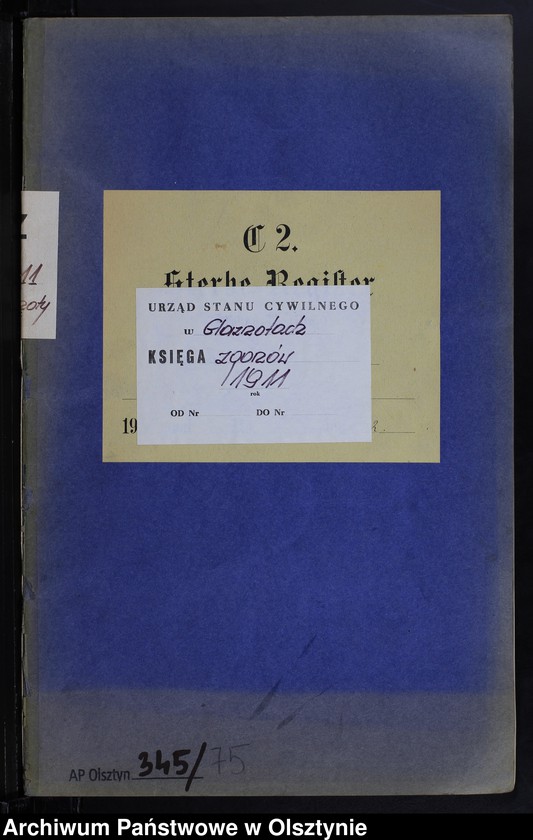 11
C 2.
Sterbe Register
URZĄD STANU CYWILNEGO
w Glazzotach
KSIĘGA zgonów
1911
rok
OD Nr DO Nr
19
AP Olsztyn 345/75
Archiwum Państwowe w Olsztynie